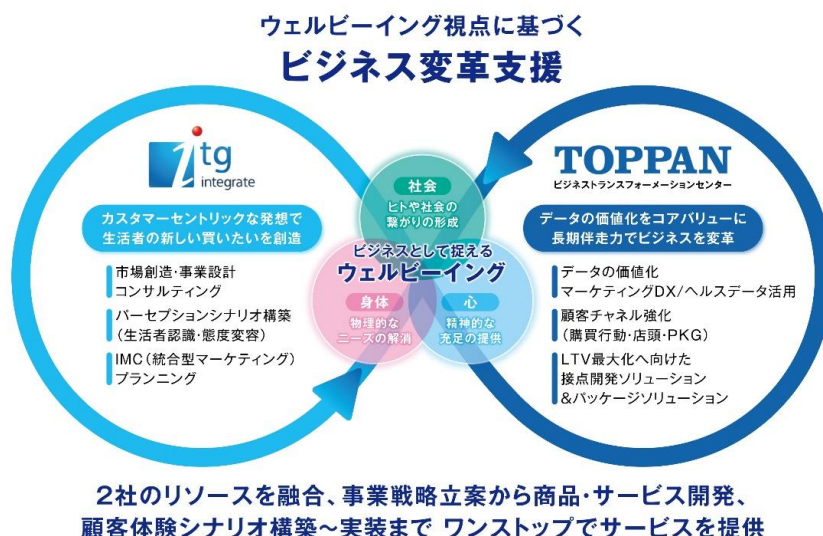 ウェルビーイング視点に基づく
ビジネス変革支援
itg
integrate
カスタマーセントリックな発想で
生活者の新しい買いたいを創造
市場創造・事業設計
コンサルティング
パーセプションシナリオ構築
(生活者認識・態度変容)
IMC(統合型マーケティング)
プランニング
社会
ヒトや社会の
繋がりの形成
ビジネスとして捉える
ウェルビーイング
身体
物理的な
ニーズの解消
心
精神的な
充足の提供
TOPPAN
ビジネストランスフォーメーションセンター
データの価値化をコアバリューに
長期伴走力でビジネスを変革
データの価値化
マーケティングDX/ヘルスデータ活用
顧客チャネル強化
(購買行動・店頭・PKG)
LTV最大化へ向けた
接点開発ソリューション
&パッケージソリューション
2社のリソースを融合、事業戦略立案から商品・サービス開発、
顧客体験シナリオ構築~実装まで ワンストップでサービスを提供